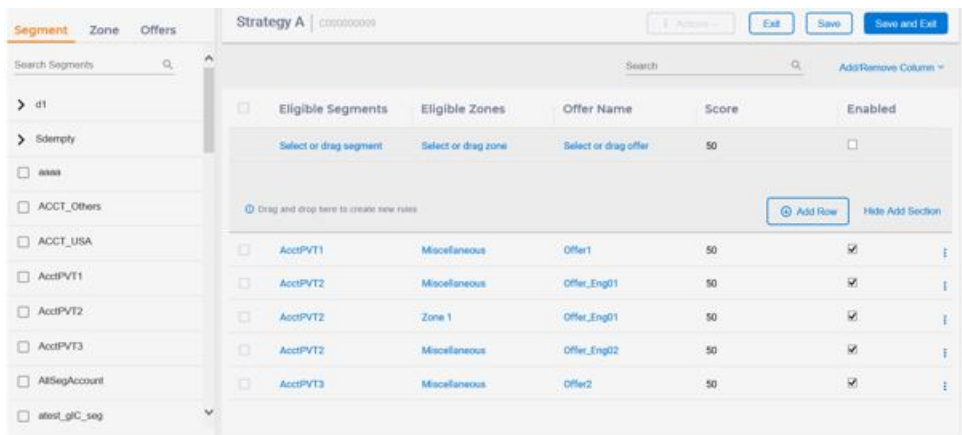 Segment Zone Offers
Search Segments
d1
Sdempty
aaaa
ACCT_Others
ACCT_USA
AcctPVT1
AcctPVT2
AcctPVT3
AllSegAccount
atest_glC_seg
Strategy A | C000000009
Actions
Exit
Save
Save and Exit
Search
Add/Remove Column
Eligible Segments Eligible Zones Offer Name Score Enabled
Select or drag segment Select or drag zone Select or drag offer 50
Drag and drop here to create new rules
Add Row
Hide Add Section
AcctPVT1 Miscellaneous Offer1 50
AcctPVT2 Miscellaneous Offer_Eng01 50
AcctPVT2 Zone 1 Offer_Eng01 50
AcctPVT2 Miscellaneous Offer_Eng02 50
AcctPVT3 Miscellaneous Offer2 50